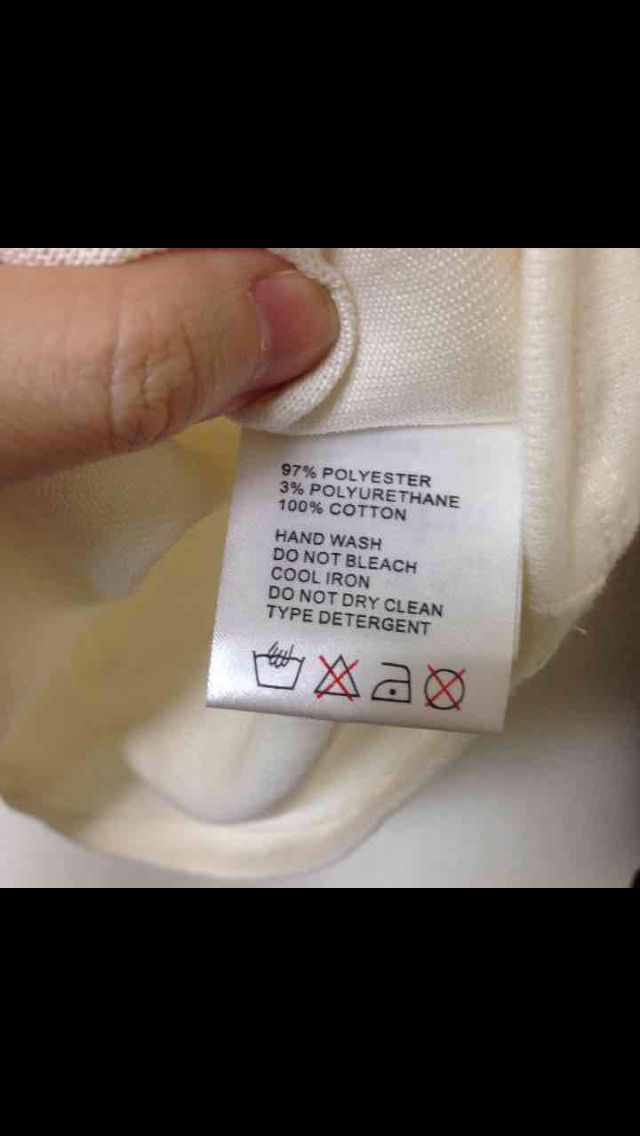 97% POLYESTER
3% POLYURETHANE
100% COTTON
HAND WASH
DO NOT BLEACH
COOL IRON
DO NOT DRY CLEAN
TYPE DETERGENT